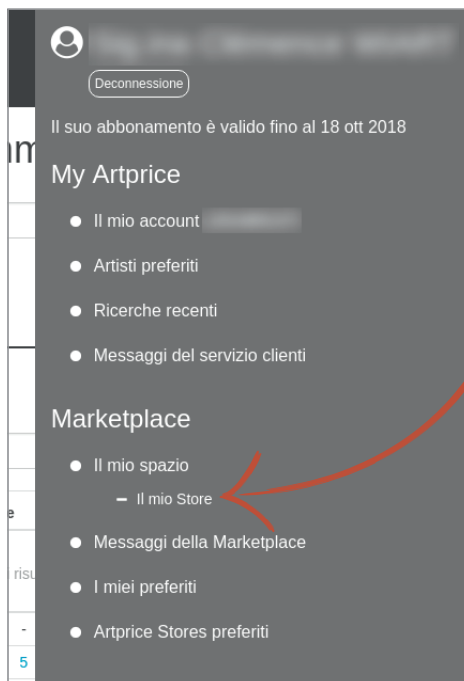 Deconnessione
Il suo abbonamento è valido fino al 18 ott 2018
My Artprice
Il mio account
Artisti preferiti
Ricerche recenti
Messaggi del servizio clienti
Marketplace
Il mio spazio
Il mio Store
Messaggi della Marketplace
I miei preferiti
risu
Artprice Stores preferiti
-
5